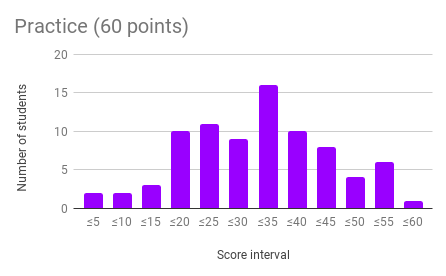 Practice (60 points)
20
15
10
5
0
Number of students
≤5 ≤10 ≤15 ≤20 ≤25 ≤30 ≤35 ≤40 ≤45 ≤50 ≤55 ≤60
Score interval